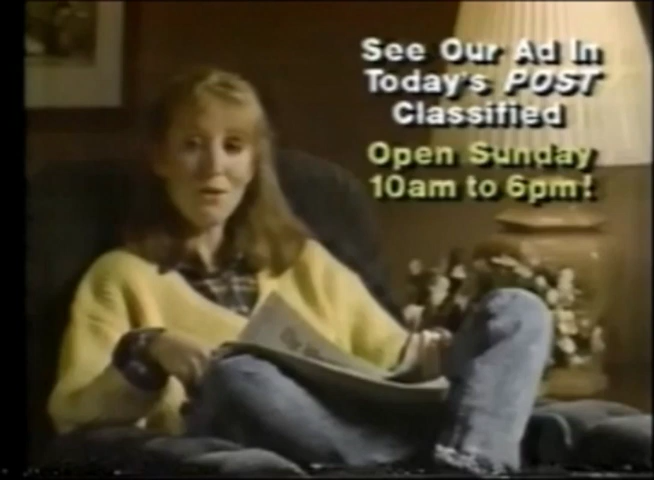 See Our Ad In
Today's POST
Classified
Open Sunday
10am to 6pm!